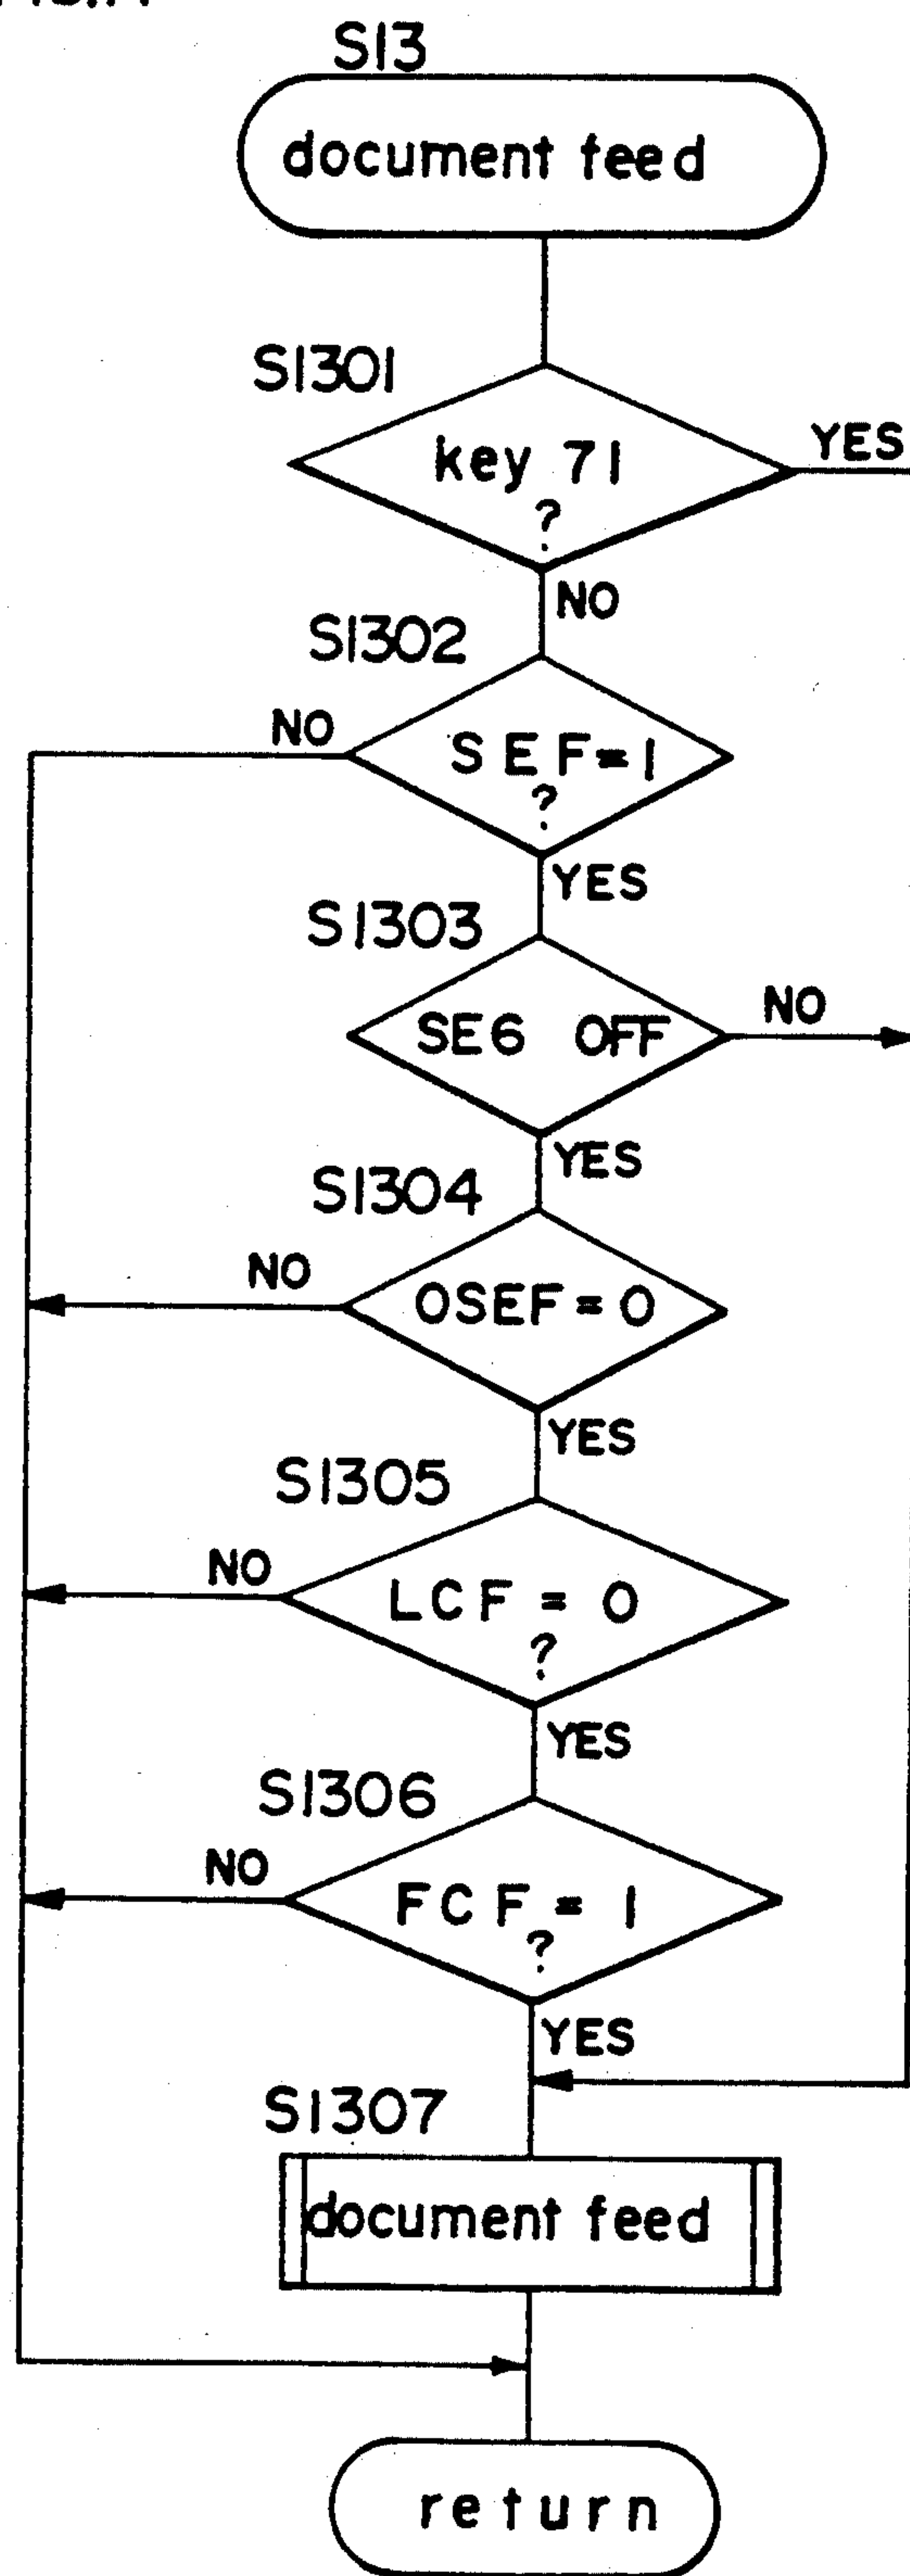 S13
document feed
S1301
key 71
?
YES
NO
S1302
NO
SEF=1
?
YES
S1303
SE6 OFF
NO
YES
S1304
NO
OSEF=0
YES
S1305
NO
LCF = 0
?
YES
S1306
NO
FCF = 1
?
YES
S1307
document feed
return